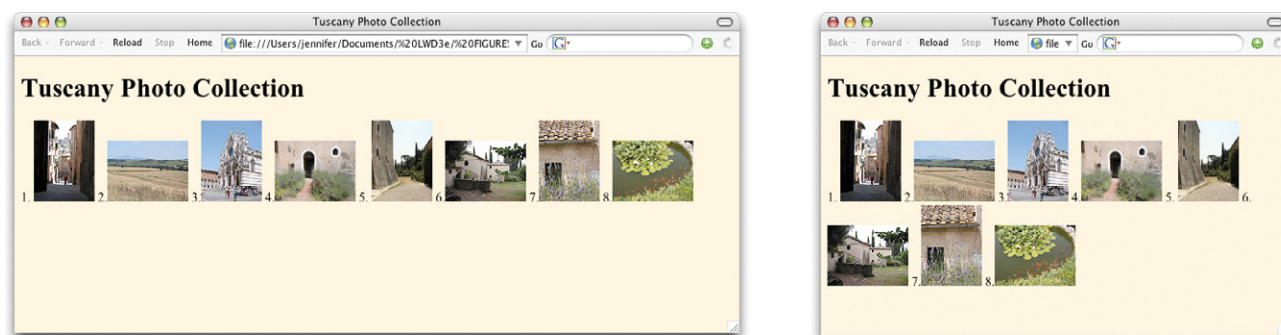 Tuscany Photo Collection
Back Forward Reload Stop Home file:///Users/jennifer/Documents/%20LWD3e/%20FIGURE Go G
Tuscany Photo Collection
1. 2. 3. 4. 5. 6. 7. 8.
Tuscany Photo Collection
Back Forward Reload Stop Home file Go G
Tuscany Photo Collection
1. 2. 3. 4. 5. 6.
7. 8.